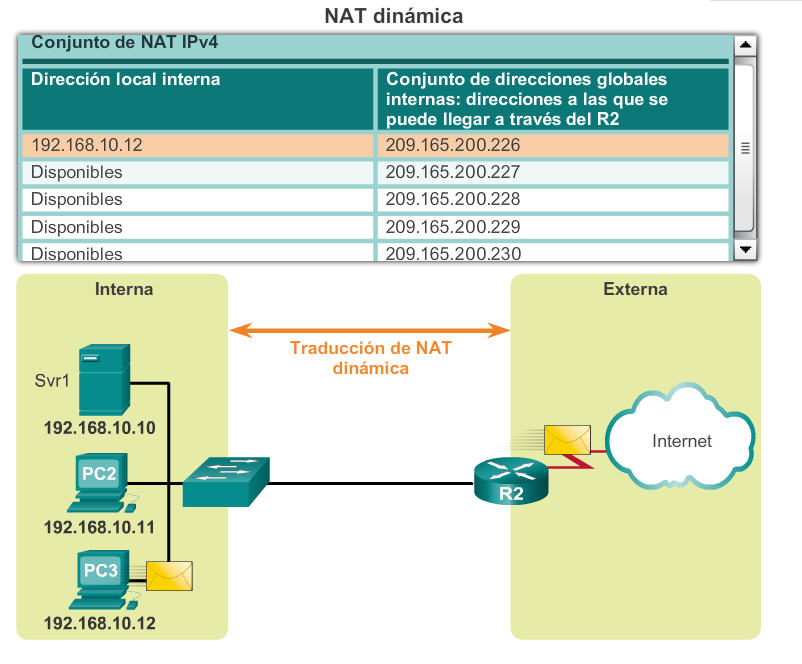 NAT dinámica
Conjunto de NAT IPv4
Dirección local interna
Conjunto de direcciones globales
internas: direcciones a las que se
puede llegar a través del R2
192.168.10.12 209.165.200.226
Disponibles 209.165.200.227
Disponibles 209.165.200.228
Disponibles 209.165.200.229
Disponibles 209.165.200.230
Interna
Externa
Traducción de NAT
dinámica
Svr1
192.168.10.10
PC2
192.168.10.11
PC3
192.168.10.12
R2
Internet